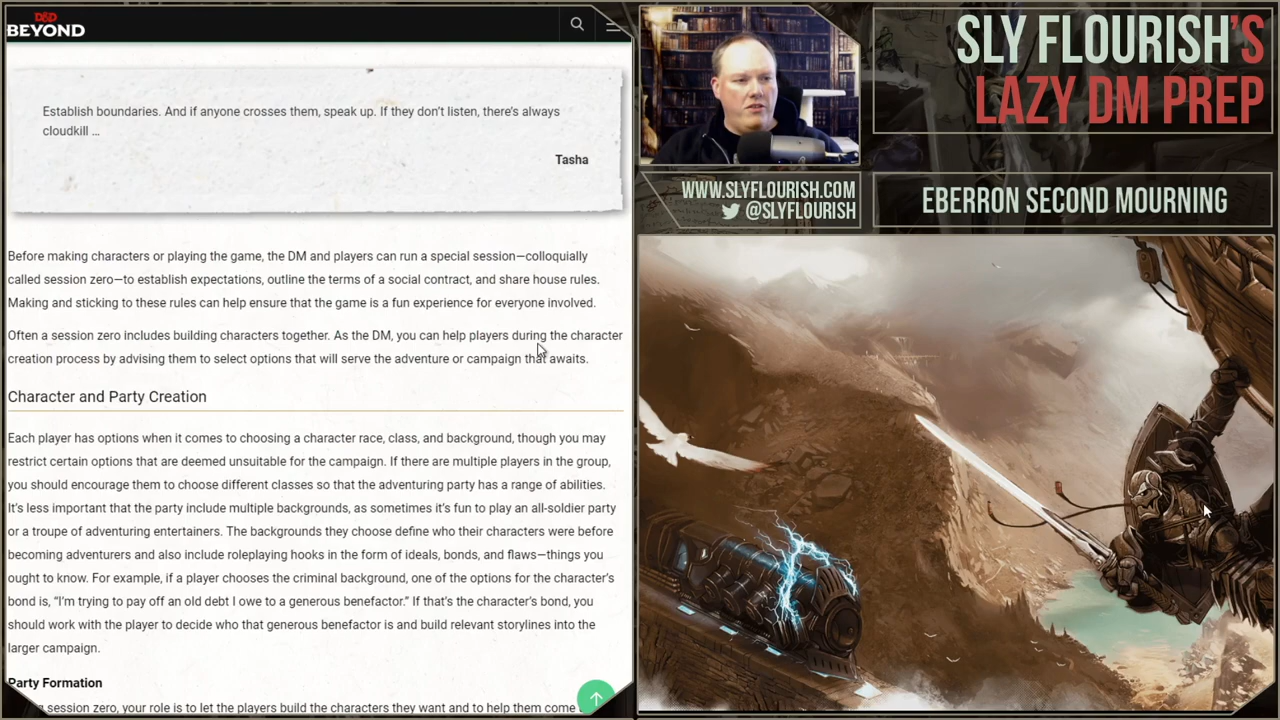 D&D
BEYOND
Establish boundaries. And if anyone crosses them, speak up. If they don't listen, there's always
cloudkill ...
Tasha
Before making characters or playing the game, the DM and players can run a special session—colloquially
called session zero—to establish expectations, outline the terms of a social contract, and share house rules.
Making and sticking to these rules can help ensure that the game is a fun experience for everyone involved.
Often a session zero includes building characters together. As the DM, you can help players during the character
creation process by advising them to select options that will serve the adventure or campaign that awaits.
Character and Party Creation
Each player has options when it comes to choosing a character race, class, and background, though you may
restrict certain options that are deemed unsuitable for the campaign. If there are multiple players in the group,
you should encourage them to choose different classes so that the adventuring party has a range of abilities.
It's less important that the party include multiple backgrounds, as sometimes it's fun to play an all-soldier party
or a troupe of adventuring entertainers. The backgrounds they choose define who their characters were before
becoming adventurers and also include roleplaying hooks in the form of ideals, bonds, and flaws—things you
ought to know. For example, if a player chooses the criminal background, one of the options for the character's
bond is, "I'm trying to pay off an old debt I owe to a generous benefactor." If that's the character's bond, you
should work with the player to decide who that generous benefactor is and build relevant storylines into the
larger campaign.
Party Formation
session zero, your role is to let the players build the characters they want and to help them come
SLY FLOURISH'S
LAZY DM PREP
WWW.SLYFLOURISH.COM
@SLYFLOURISH
EBERRON SECOND MOURNING